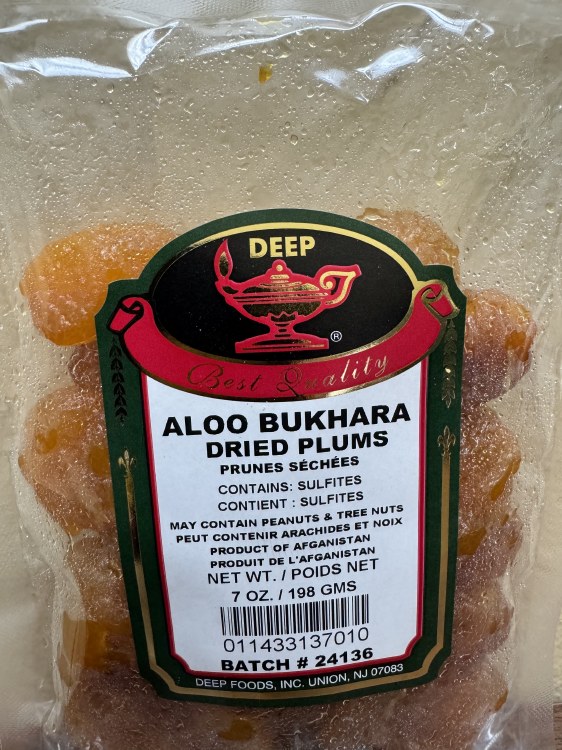 DEEP
®
Best Quality
ALOO BUKHARA
DRIED PLUMS
PRUNES SÉCHÉES
CONTAINS: SULFITES
CONTIENT : SULFITES
MAY CONTAIN PEANUTS & TREE NUTS
PEUT CONTENIR ARACHIDES ET NOIX
PRODUCT OF AFGANISTAN
PRODUIT DE L'AFGANISTAN
NET WT. / POIDS NET
7 OZ. / 198 GMS
011433137010
BATCH # 24136
DEEP FOODS, INC. UNION, NJ 07083